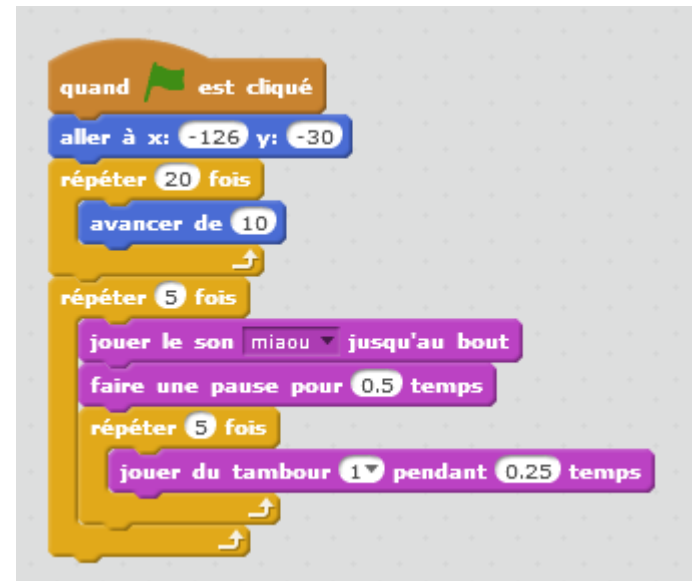 quand est cliqué
aller à x: -126 y: -30
répéter 20 fois
avancer de 10
répéter 5 fois
jouer le son miaou jusqu'au bout
faire une pause pour 0.5 temps
répéter 5 fois
jouer du tambour 1 pendant 0.25 temps